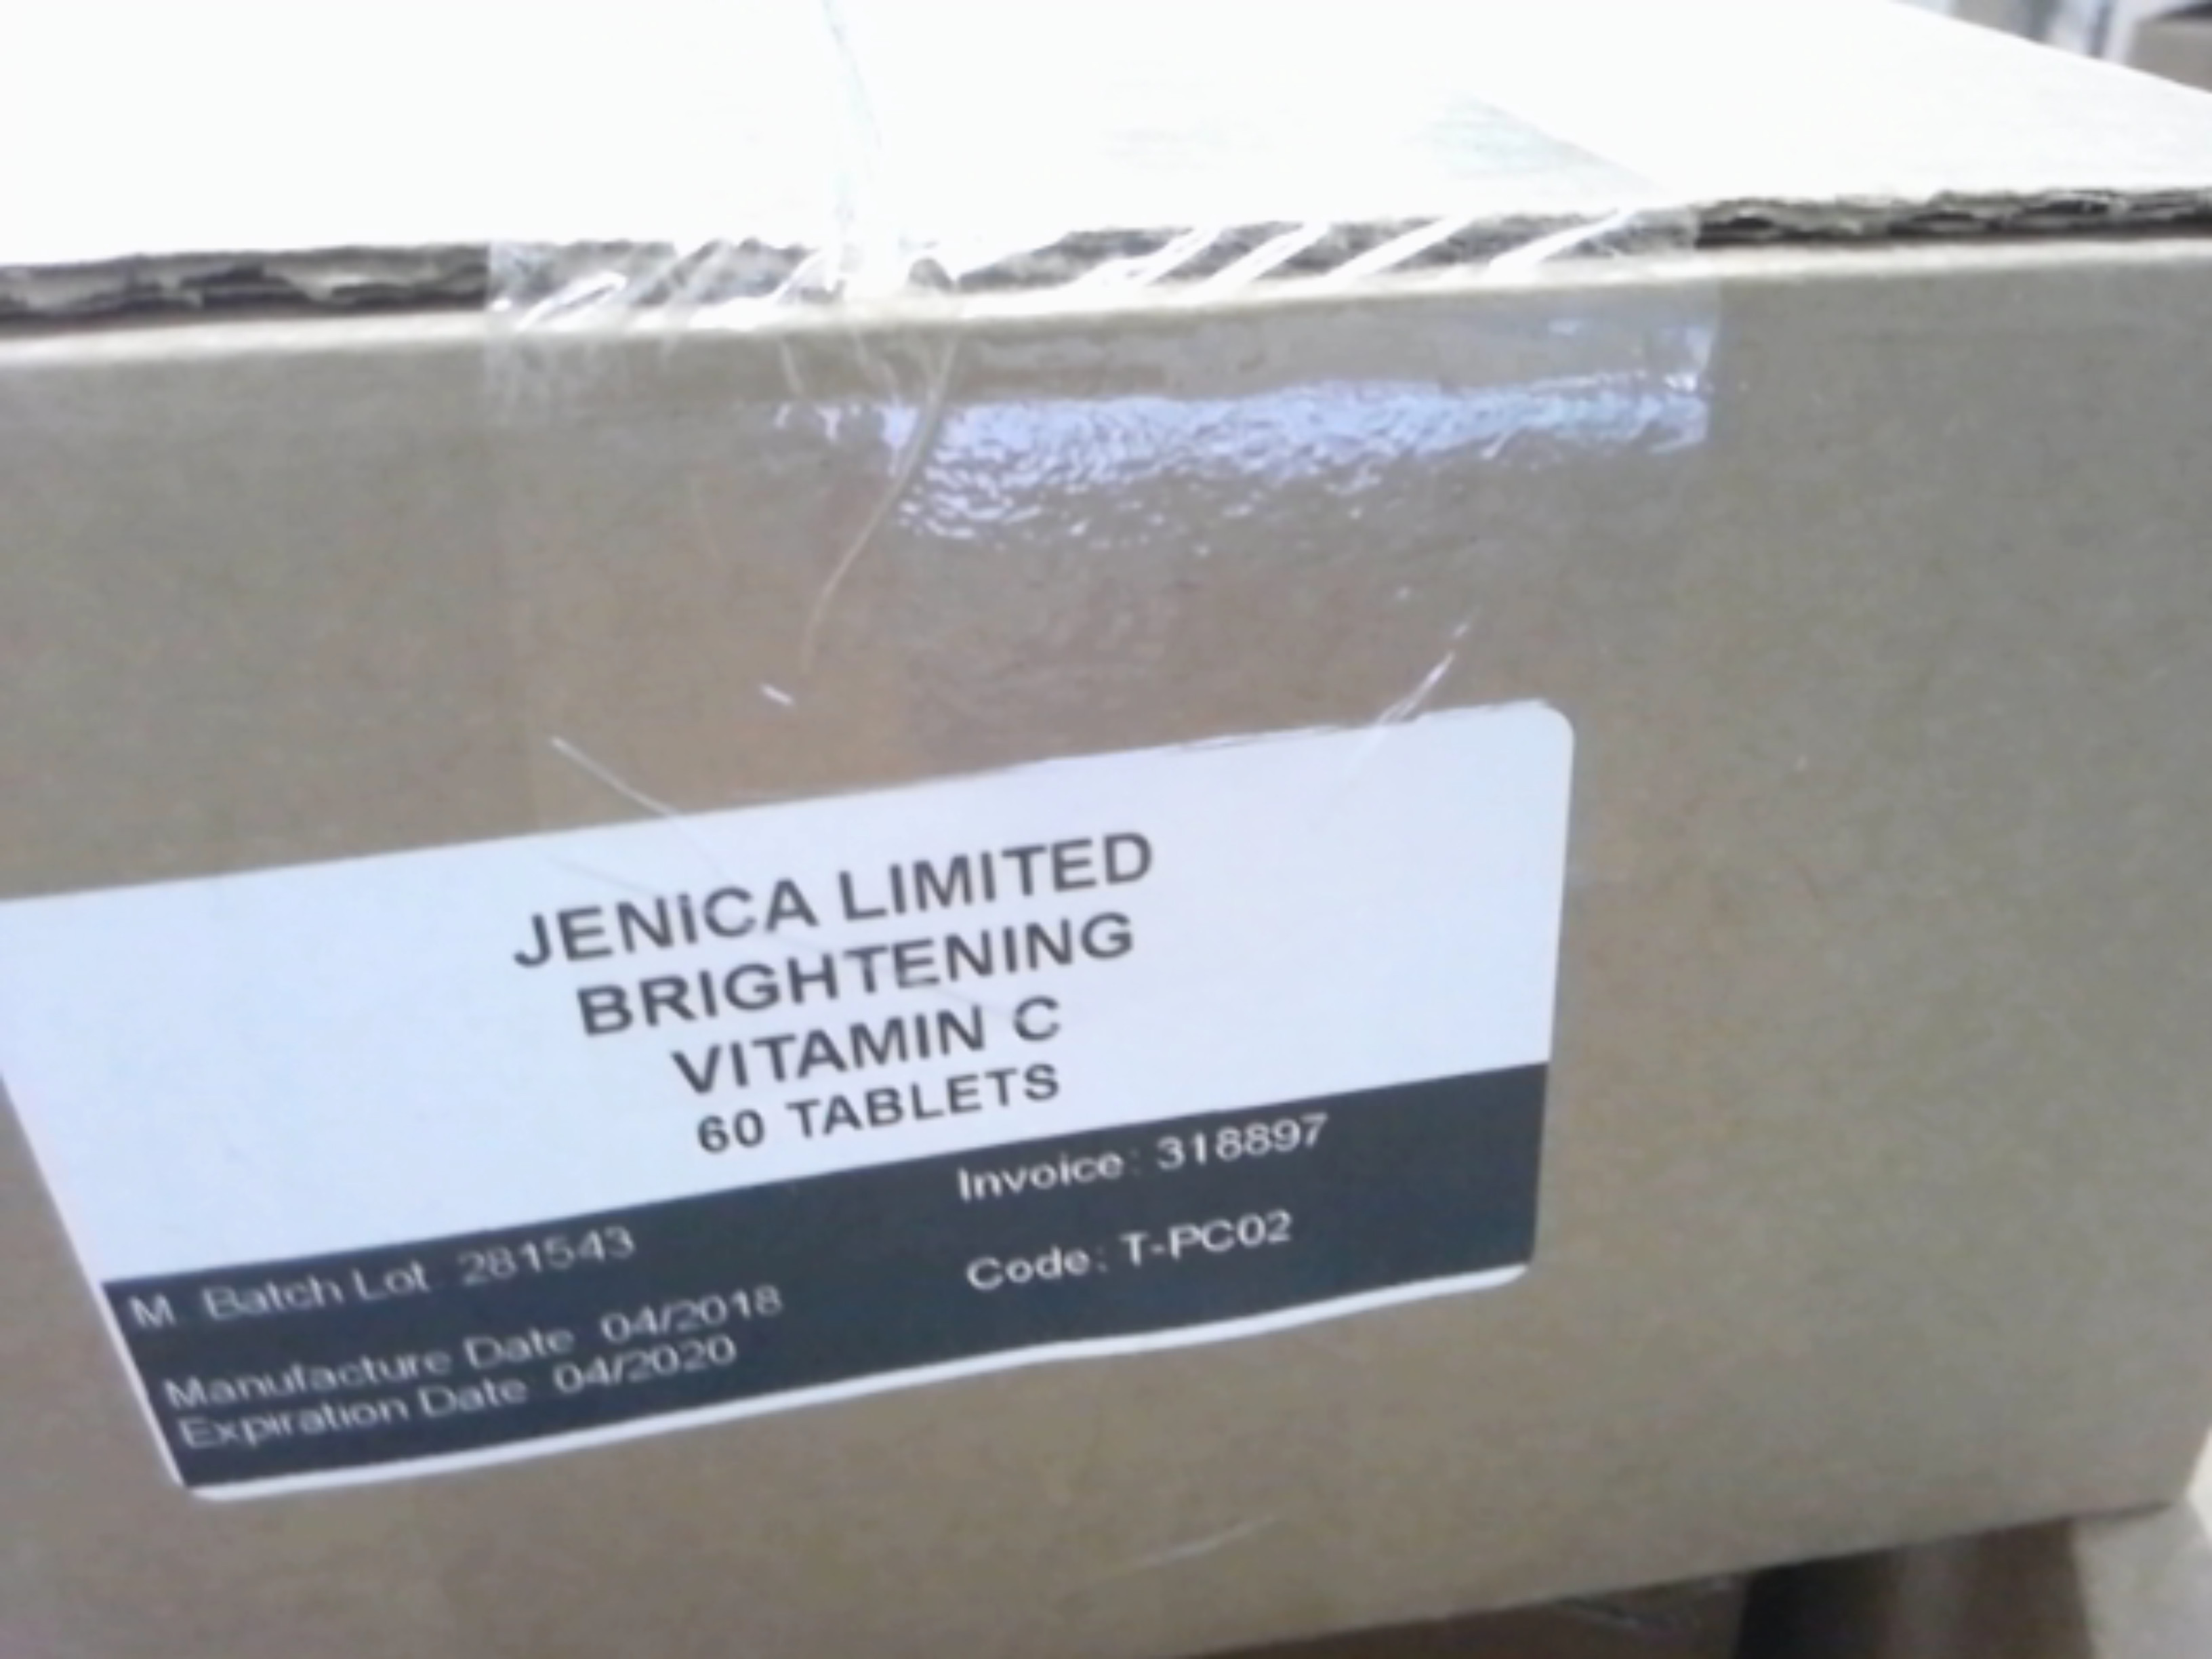 JENICA LIMITED
BRIGHTENING
VITAMIN C
60 TABLETS
Invoice: 318897
M. Batch Lot 281543
Code: T-PC02
Manufacture Date 04/2018
Expiration Date 04/2020